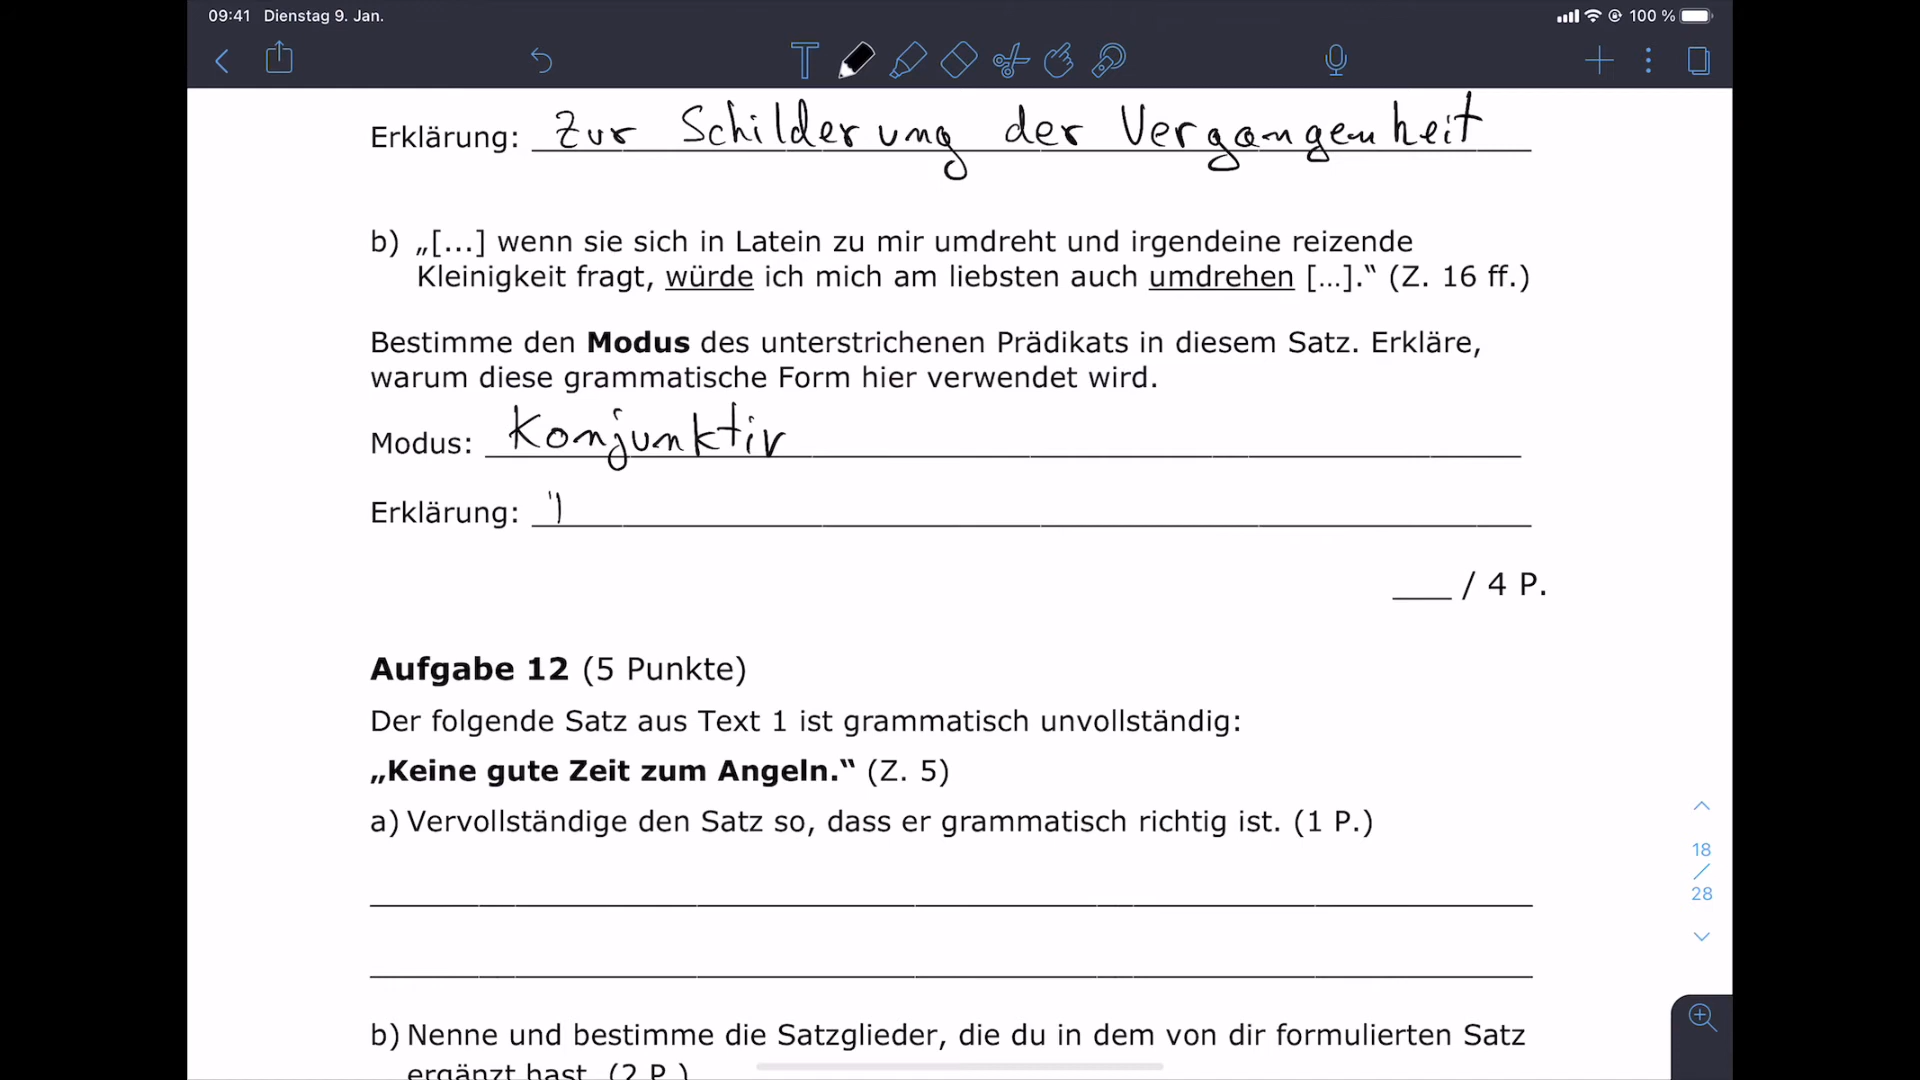 09:41 Dienstag 9. Jan. 100 %
Erklärung: Zur Schilderung der Vergangenheit
b) „[...] wenn sie sich in Latein zu mir umdreht und irgendeine reizende
Kleinigkeit fragt, würde ich mich am liebsten auch umdrehen […].“ (Z. 16 ff.)
Bestimme den Modus des unterstrichenen Prädikats in diesem Satz. Erkläre,
warum diese grammatische Form hier verwendet wird.
Modus: Konjunktiv
Erklärung:
___ / 4 P.
Aufgabe 12 (5 Punkte)
Der folgende Satz aus Text 1 ist grammatisch unvollständig:
„Keine gute Zeit zum Angeln.“ (Z. 5)
a) Vervollständige den Satz so, dass er grammatisch richtig ist. (1 P.)
18
/
28
b) Nenne und bestimme die Satzglieder, die du in dem von dir formulierten Satz
ergänzt hast. (2 P.)